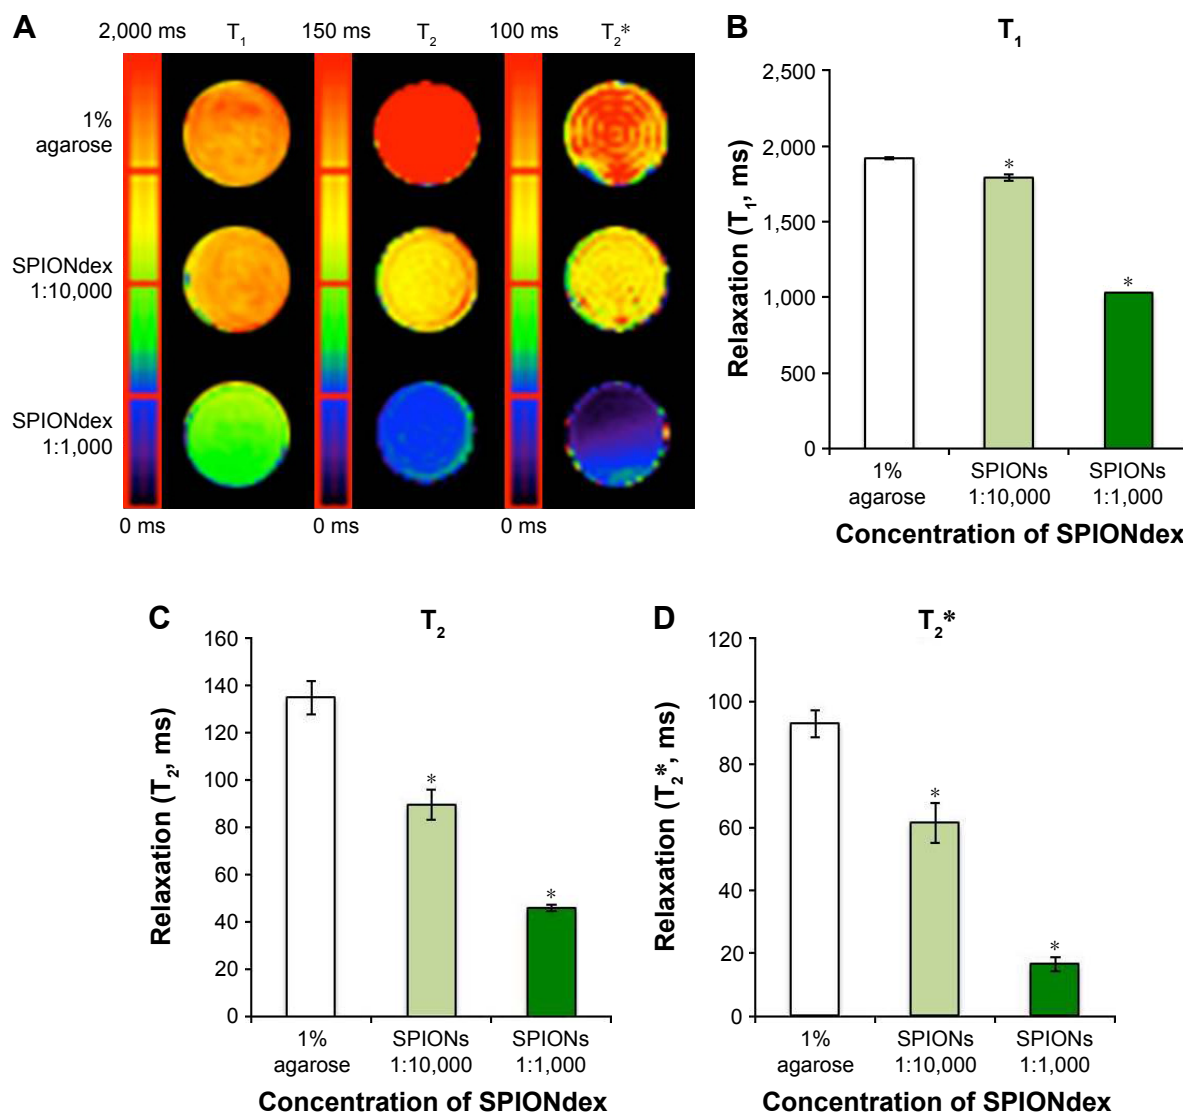 A
2,000 ms T1 150 ms T2 100 ms T2*
1%
agarose
SPIONdex
1:10,000
SPIONdex
1:1,000
0 ms 0 ms 0 ms
B
T1
Relaxation (T1, ms)
2,500
2,000
1,500
1,000
500
0
*
*
1%
agarose
SPIONs
1:10,000
SPIONs
1:1,000
Concentration of SPIONdex
C
T2
Relaxation (T2, ms)
160
140
120
100
80
60
40
20
0
*
*
1%
agarose
SPIONs
1:10,000
SPIONs
1:1,000
Concentration of SPIONdex
D
T2*
Relaxation (T2*, ms)
120
100
80
60
40
20
0
*
*
1%
agarose
SPIONs
1:10,000
SPIONs
1:1,000
Concentration of SPIONdex